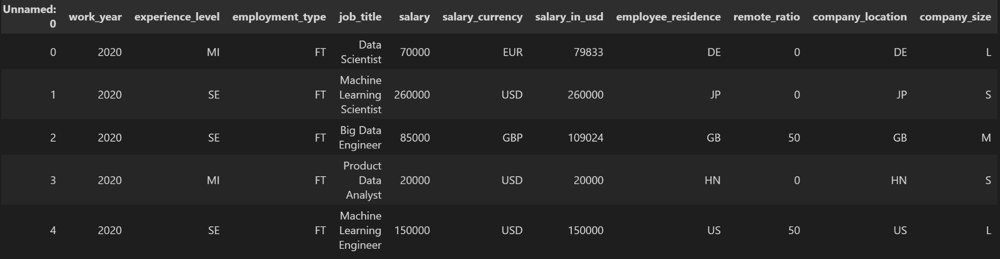 Unnamed: 0 work_year experience_level employment_type job_title salary salary_currency salary_in_usd employee_residence remote_ratio company_location company_size
0 2020 MI FT Data Scientist 70000 EUR 79833 DE 0 DE L
1 2020 SE FT Machine Learning Scientist 260000 USD 260000 JP 0 JP S
2 2020 SE FT Big Data Engineer 85000 GBP 109024 GB 50 GB M
3 2020 MI FT Product Data Analyst 20000 USD 20000 HN 0 HN S
4 2020 SE FT Machine Learning Engineer 150000 USD 150000 US 50 US L